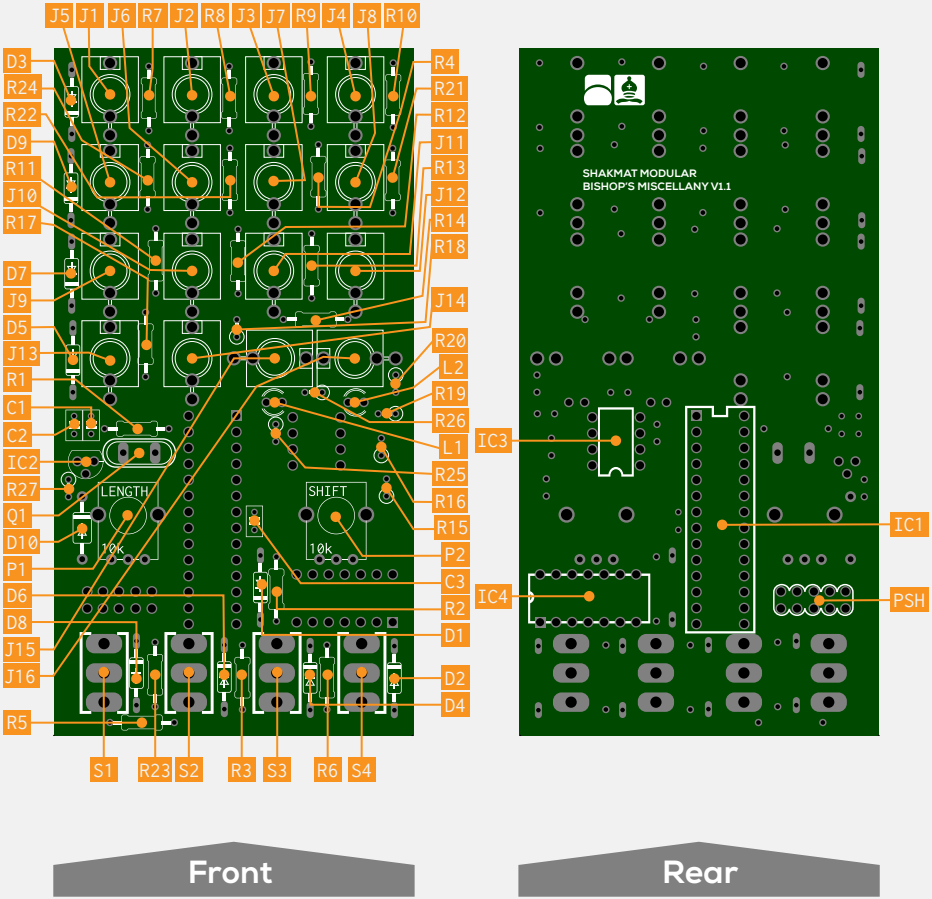 J5 J1 J6 R7 J2 R8 J3 J7 R9 J4 J8 R10
D3
R24
R22
D9
R11
J10
R17
D7
J9
D5
J13
R1
C1
C2
IC2
R27
Q1
D10
P1
D6
D8
J15
J16
R5
R4
R21
R12
J11
R13
J12
R14
R18
J14
R20
L2
R19
R26
L1
R25
R16
R15
P2
C3
R2
D1
D2
D4
LENGTH
10k
SHIFT
10k
S1 R23 S2 R3 S3 R6 S4
SHAKMAT MODULAR
BISHOP'S MISCELLANY V1.1
IC3
IC1
IC4
PSH
Front
Rear